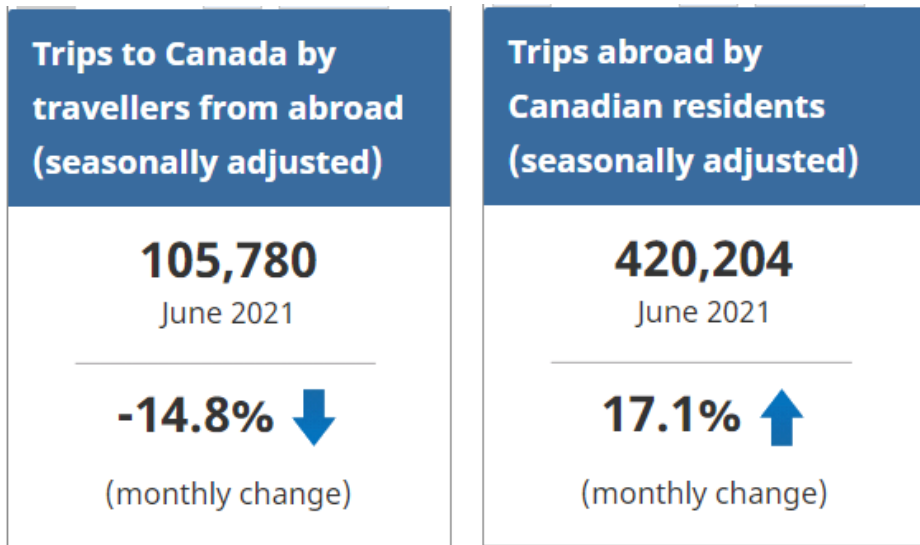 Trips to Canada by
travellers from abroad
(seasonally adjusted)
105,780
June 2021
-14.8%
(monthly change)
Trips abroad by
Canadian residents
(seasonally adjusted)
420,204
June 2021
17.1%
(monthly change)